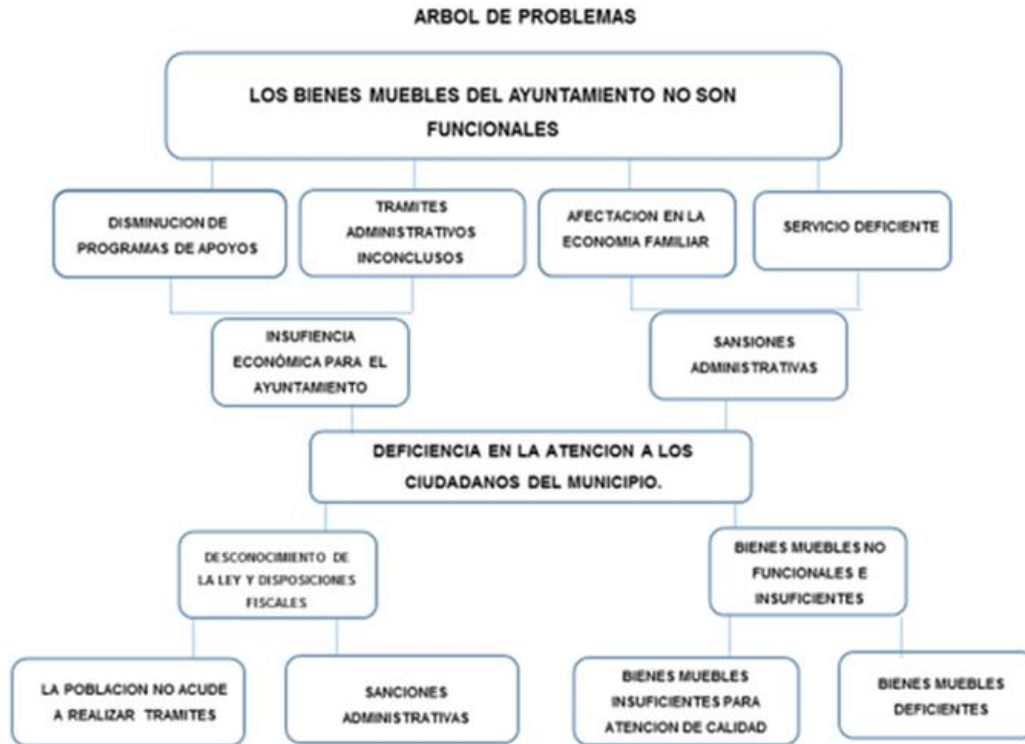 ARBOL DE PROBLEMAS
LOS BIENES MUEBLES DEL AYUNTAMIENTO NO SON
FUNCIONALES
DISMINUCION DE
PROGRAMAS DE APOYOS
TRAMITES
ADMINISTRATIVOS
INCONCLUSOS
AFECTACION EN LA
ECONOMIA FAMILIAR
SERVICIO DEFICIENTE
INSUFIENCIA
ECONÓMICA PARA EL
AYUNTAMIENTO
SANSIONES
ADMINISTRATIVAS
DEFICIENCIA EN LA ATENCION A LOS
CIUDADANOS DEL MUNICIPIO.
DESCONOCIMIENTO DE
LA LEY Y DISPOSICIONES
FISCALES
BIENES MUEBLES NO
FUNCIONALES E
INSUFICIENTES
LA POBLACION NO ACUDE
A REALIZAR TRAMITES
SANCIONES
ADMINISTRATIVAS
BIENES MUEBLES
INSUFICIENTES PARA
ATENCION DE CALIDAD
BIENES MUEBLES
DEFICIENTES